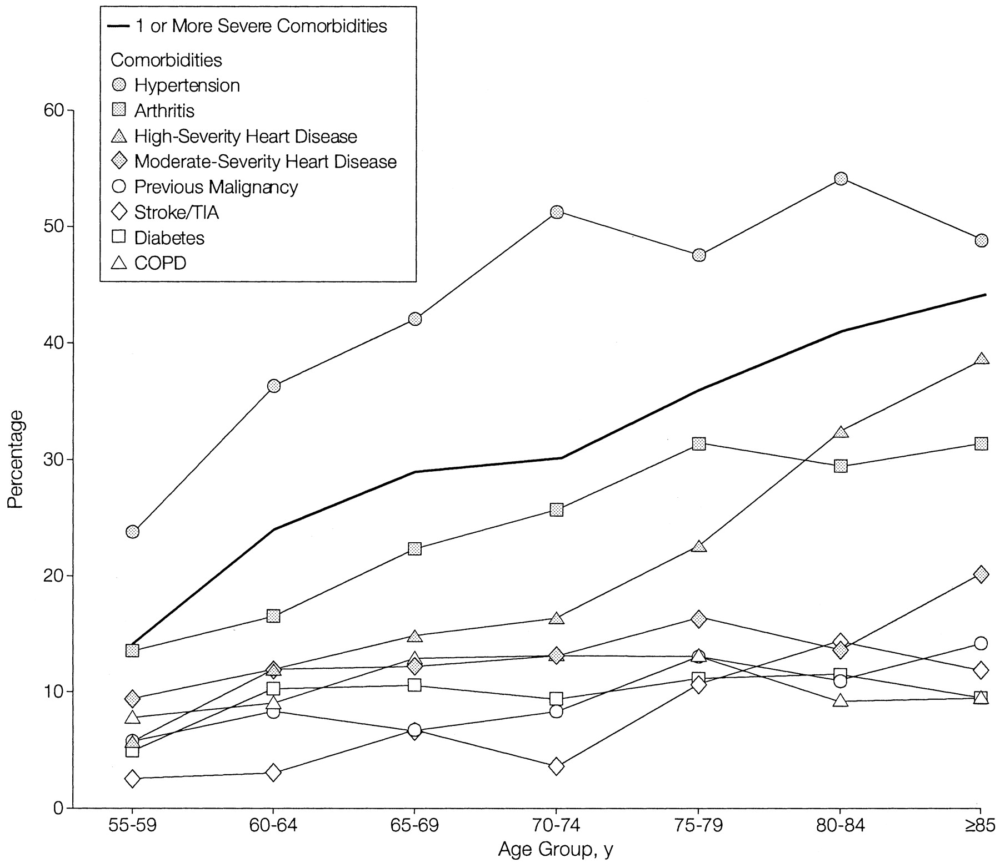 1 or More Severe Comorbidities
Comorbidities
Hypertension
Arthritis
High-Severity Heart Disease
Moderate-Severity Heart Disease
Previous Malignancy
Stroke/TIA
Diabetes
COPD
60
50
40
30
20
10
0
Percentage
55-59 60-64 65-69 70-74 75-79 80-84 ≥85
Age Group, y